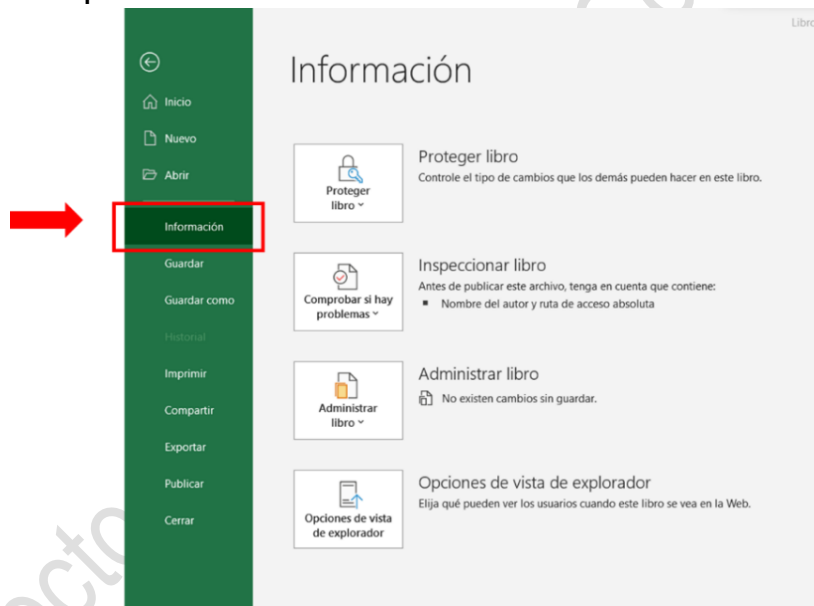 Libro
Información
Inicio
Nuevo
Abrir
Información
Guardar
Guardar como
Historial
Imprimir
Compartir
Exportar
Publicar
Cerrar
Proteger
libro
Proteger libro
Controle el tipo de cambios que los demás pueden hacer en este libro.
Comprobar si hay
problemas
Inspeccionar libro
Antes de publicar este archivo, tenga en cuenta que contiene:
▪ Nombre del autor y ruta de acceso absoluta
Administrar
libro
Administrar libro
No existen cambios sin guardar.
Opciones de vista
de explorador
Opciones de vista de explorador
Elija qué pueden ver los usuarios cuando este libro se vea en la Web.